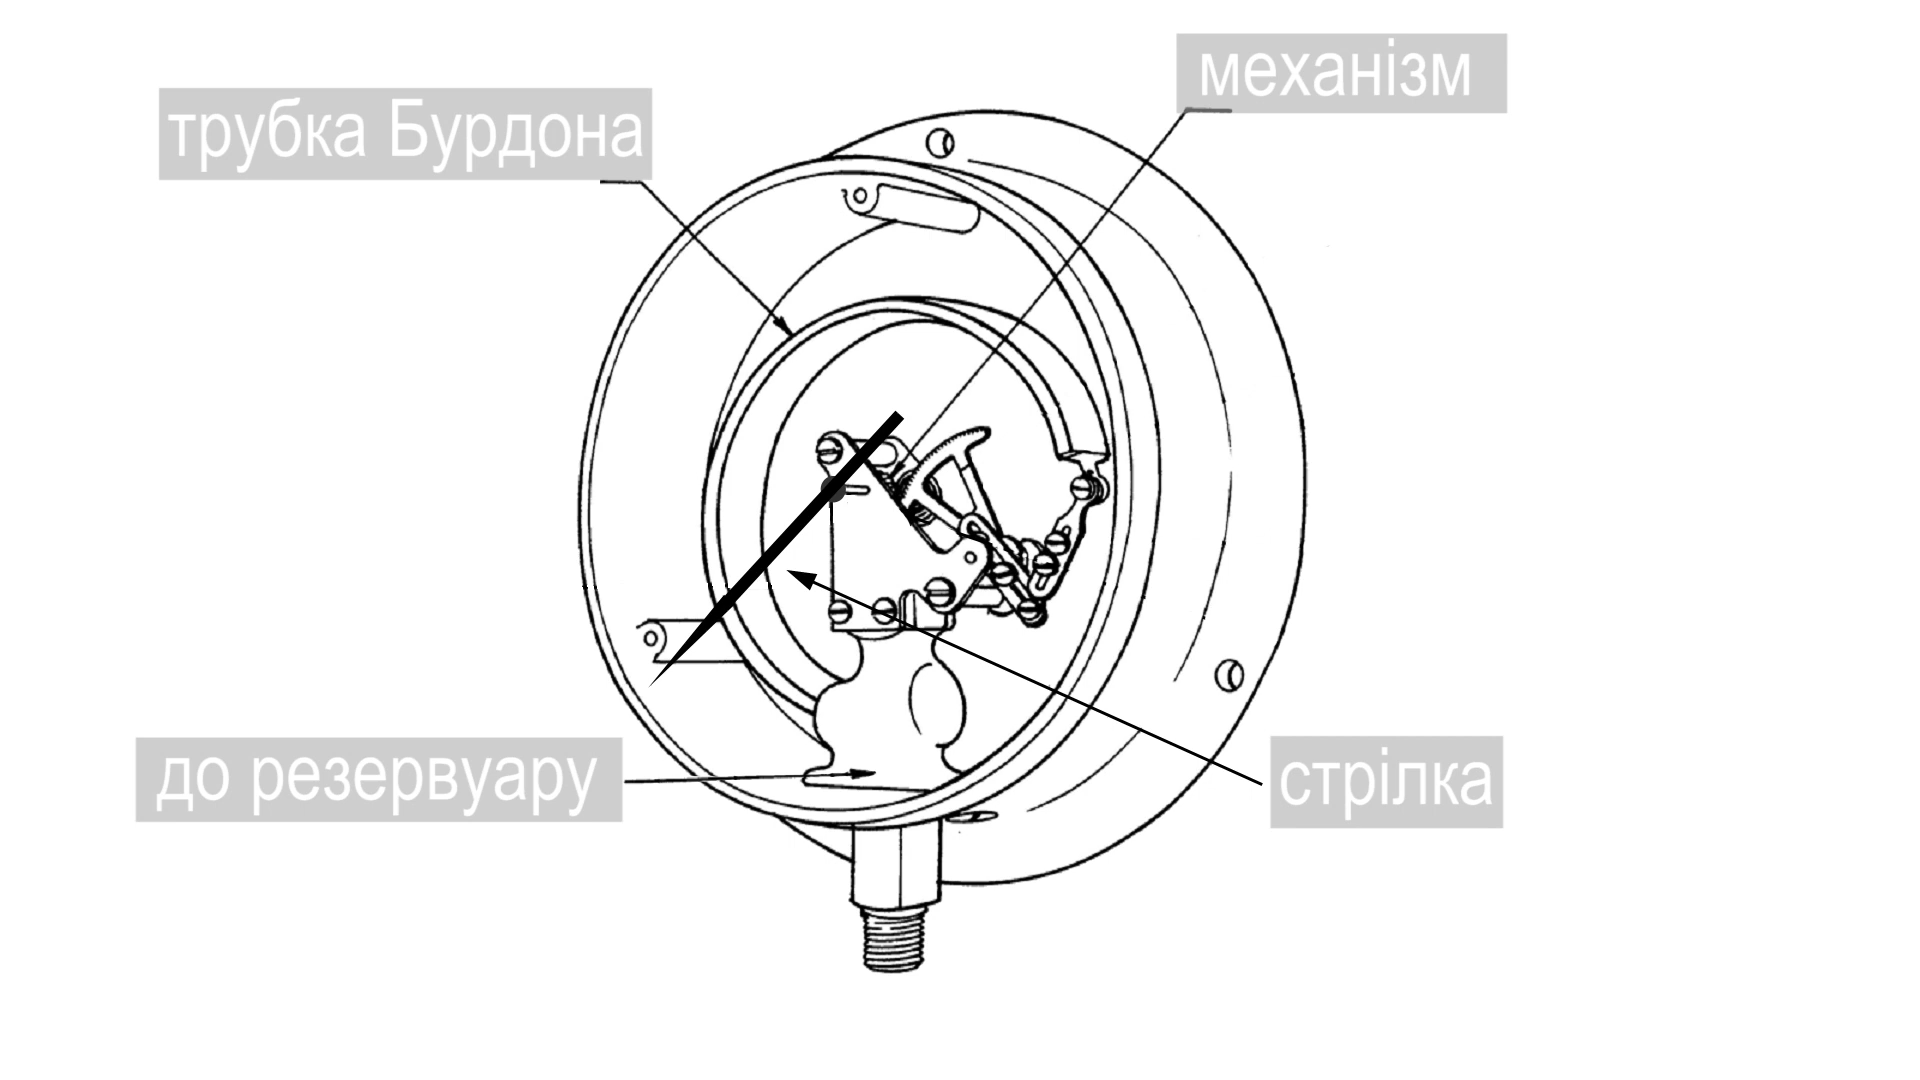 механізм
трубка Бурдона
до резервуару
стрілка